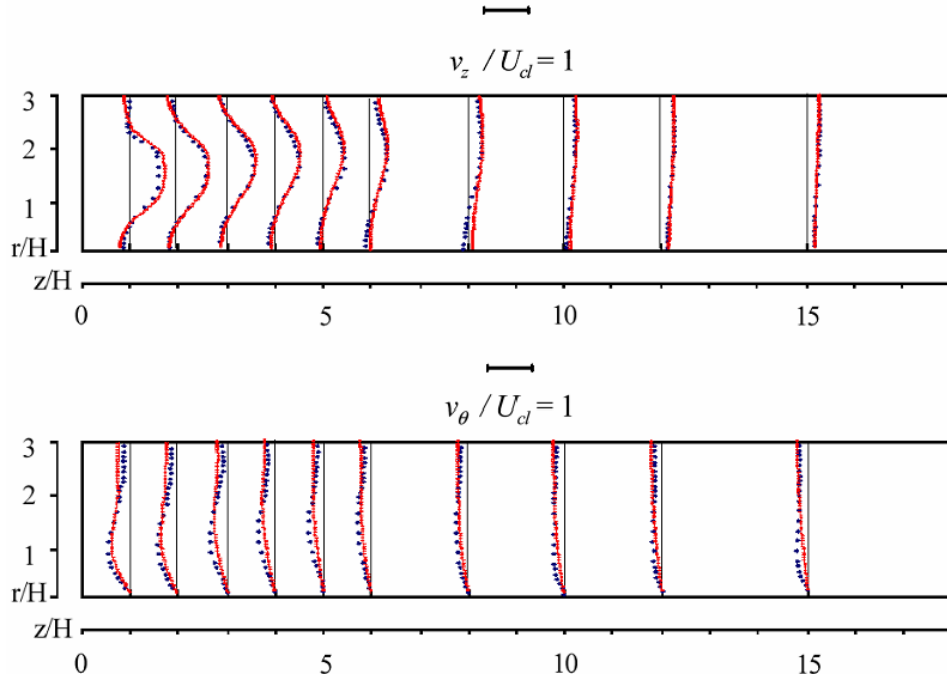 v_z / U_cl = 1
3
2
1
r/H
z/H
0 5 10 15
v_θ / U_cl = 1
3
2
1
r/H
z/H
0 5 10 15